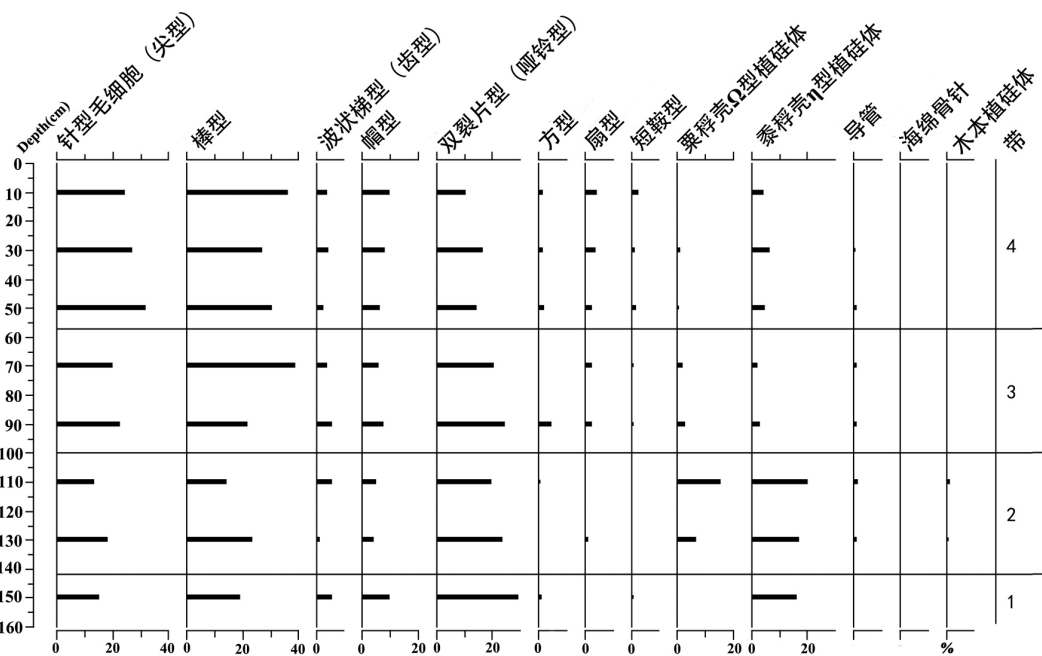 Depth(cm)
针型毛细胞（尖型）
棒型
波状梯型（齿型）
帽型
双裂片型（哑铃型）
方型
扇型
短鞍型
粟稃壳Ω型植硅体
黍稃壳η型植硅体
导管
海绵骨针
木本植硅体
带
0
10
20
30
40
50
60
70
80
90
100
110
120
130
140
150
160
4
3
2
1
0 20 40 0 20 40 0 0 20 0 20 0 0 0 0 20 0 20 0 0 %